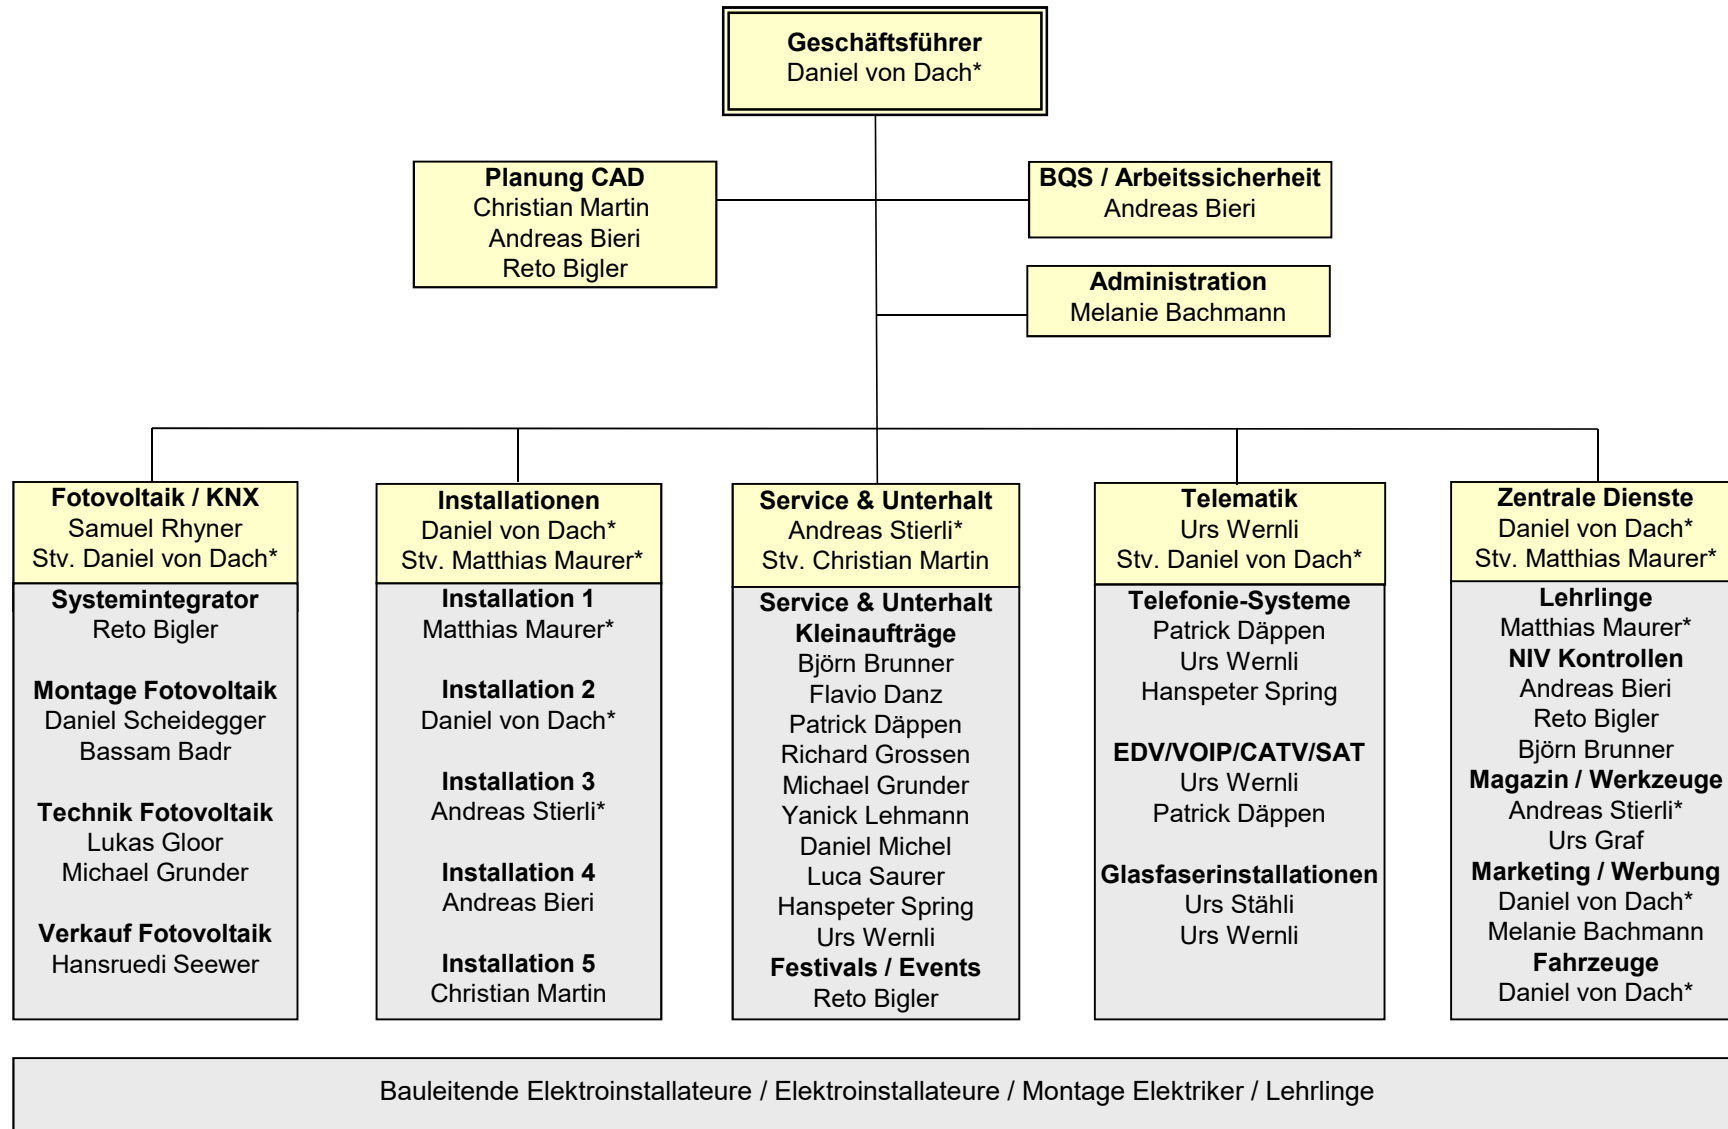 Geschäftsführer
Daniel von Dach*
Planung CAD
Christian Martin
Andreas Bieri
Reto Bigler
BQS / Arbeitssicherheit
Andreas Bieri
Administration
Melanie Bachmann
Fotovoltaik / KNX
Samuel Rhyner
Stv. Daniel von Dach*
Systemintegrator
Reto Bigler
Montage Fotovoltaik
Daniel Scheidegger
Bassam Badr
Technik Fotovoltaik
Lukas Gloor
Michael Grunder
Verkauf Fotovoltaik
Hansruedi Seewer
Installationen
Daniel von Dach*
Stv. Matthias Maurer*
Installation 1
Matthias Maurer*
Installation 2
Daniel von Dach*
Installation 3
Andreas Stierli*
Installation 4
Andreas Bieri
Installation 5
Christian Martin
Service & Unterhalt
Andreas Stierli*
Stv. Christian Martin
Service & Unterhalt
Kleinaufträge
Björn Brunner
Flavio Danz
Patrick Däppen
Richard Grossen
Michael Grunder
Yanick Lehmann
Daniel Michel
Luca Saurer
Hanspeter Spring
Urs Wernli
Festivals / Events
Reto Bigler
Telematik
Urs Wernli
Stv. Daniel von Dach*
Telefonie-Systeme
Patrick Däppen
Urs Wernli
Hanspeter Spring
EDV/VOIP/CATV/SAT
Urs Wernli
Patrick Däppen
Glasfaserinstallationen
Urs Stähli
Urs Wernli
Zentrale Dienste
Daniel von Dach*
Stv. Matthias Maurer*
Lehrlinge
Matthias Maurer*
NIV Kontrollen
Andreas Bieri
Reto Bigler
Björn Brunner
Magazin / Werkzeuge
Andreas Stierli*
Urs Graf
Marketing / Werbung
Daniel von Dach*
Melanie Bachmann
Fahrzeuge
Daniel von Dach*
Bauleitende Elektroinstallateure / Elektroinstallateure / Montage Elektriker / Lehrlinge